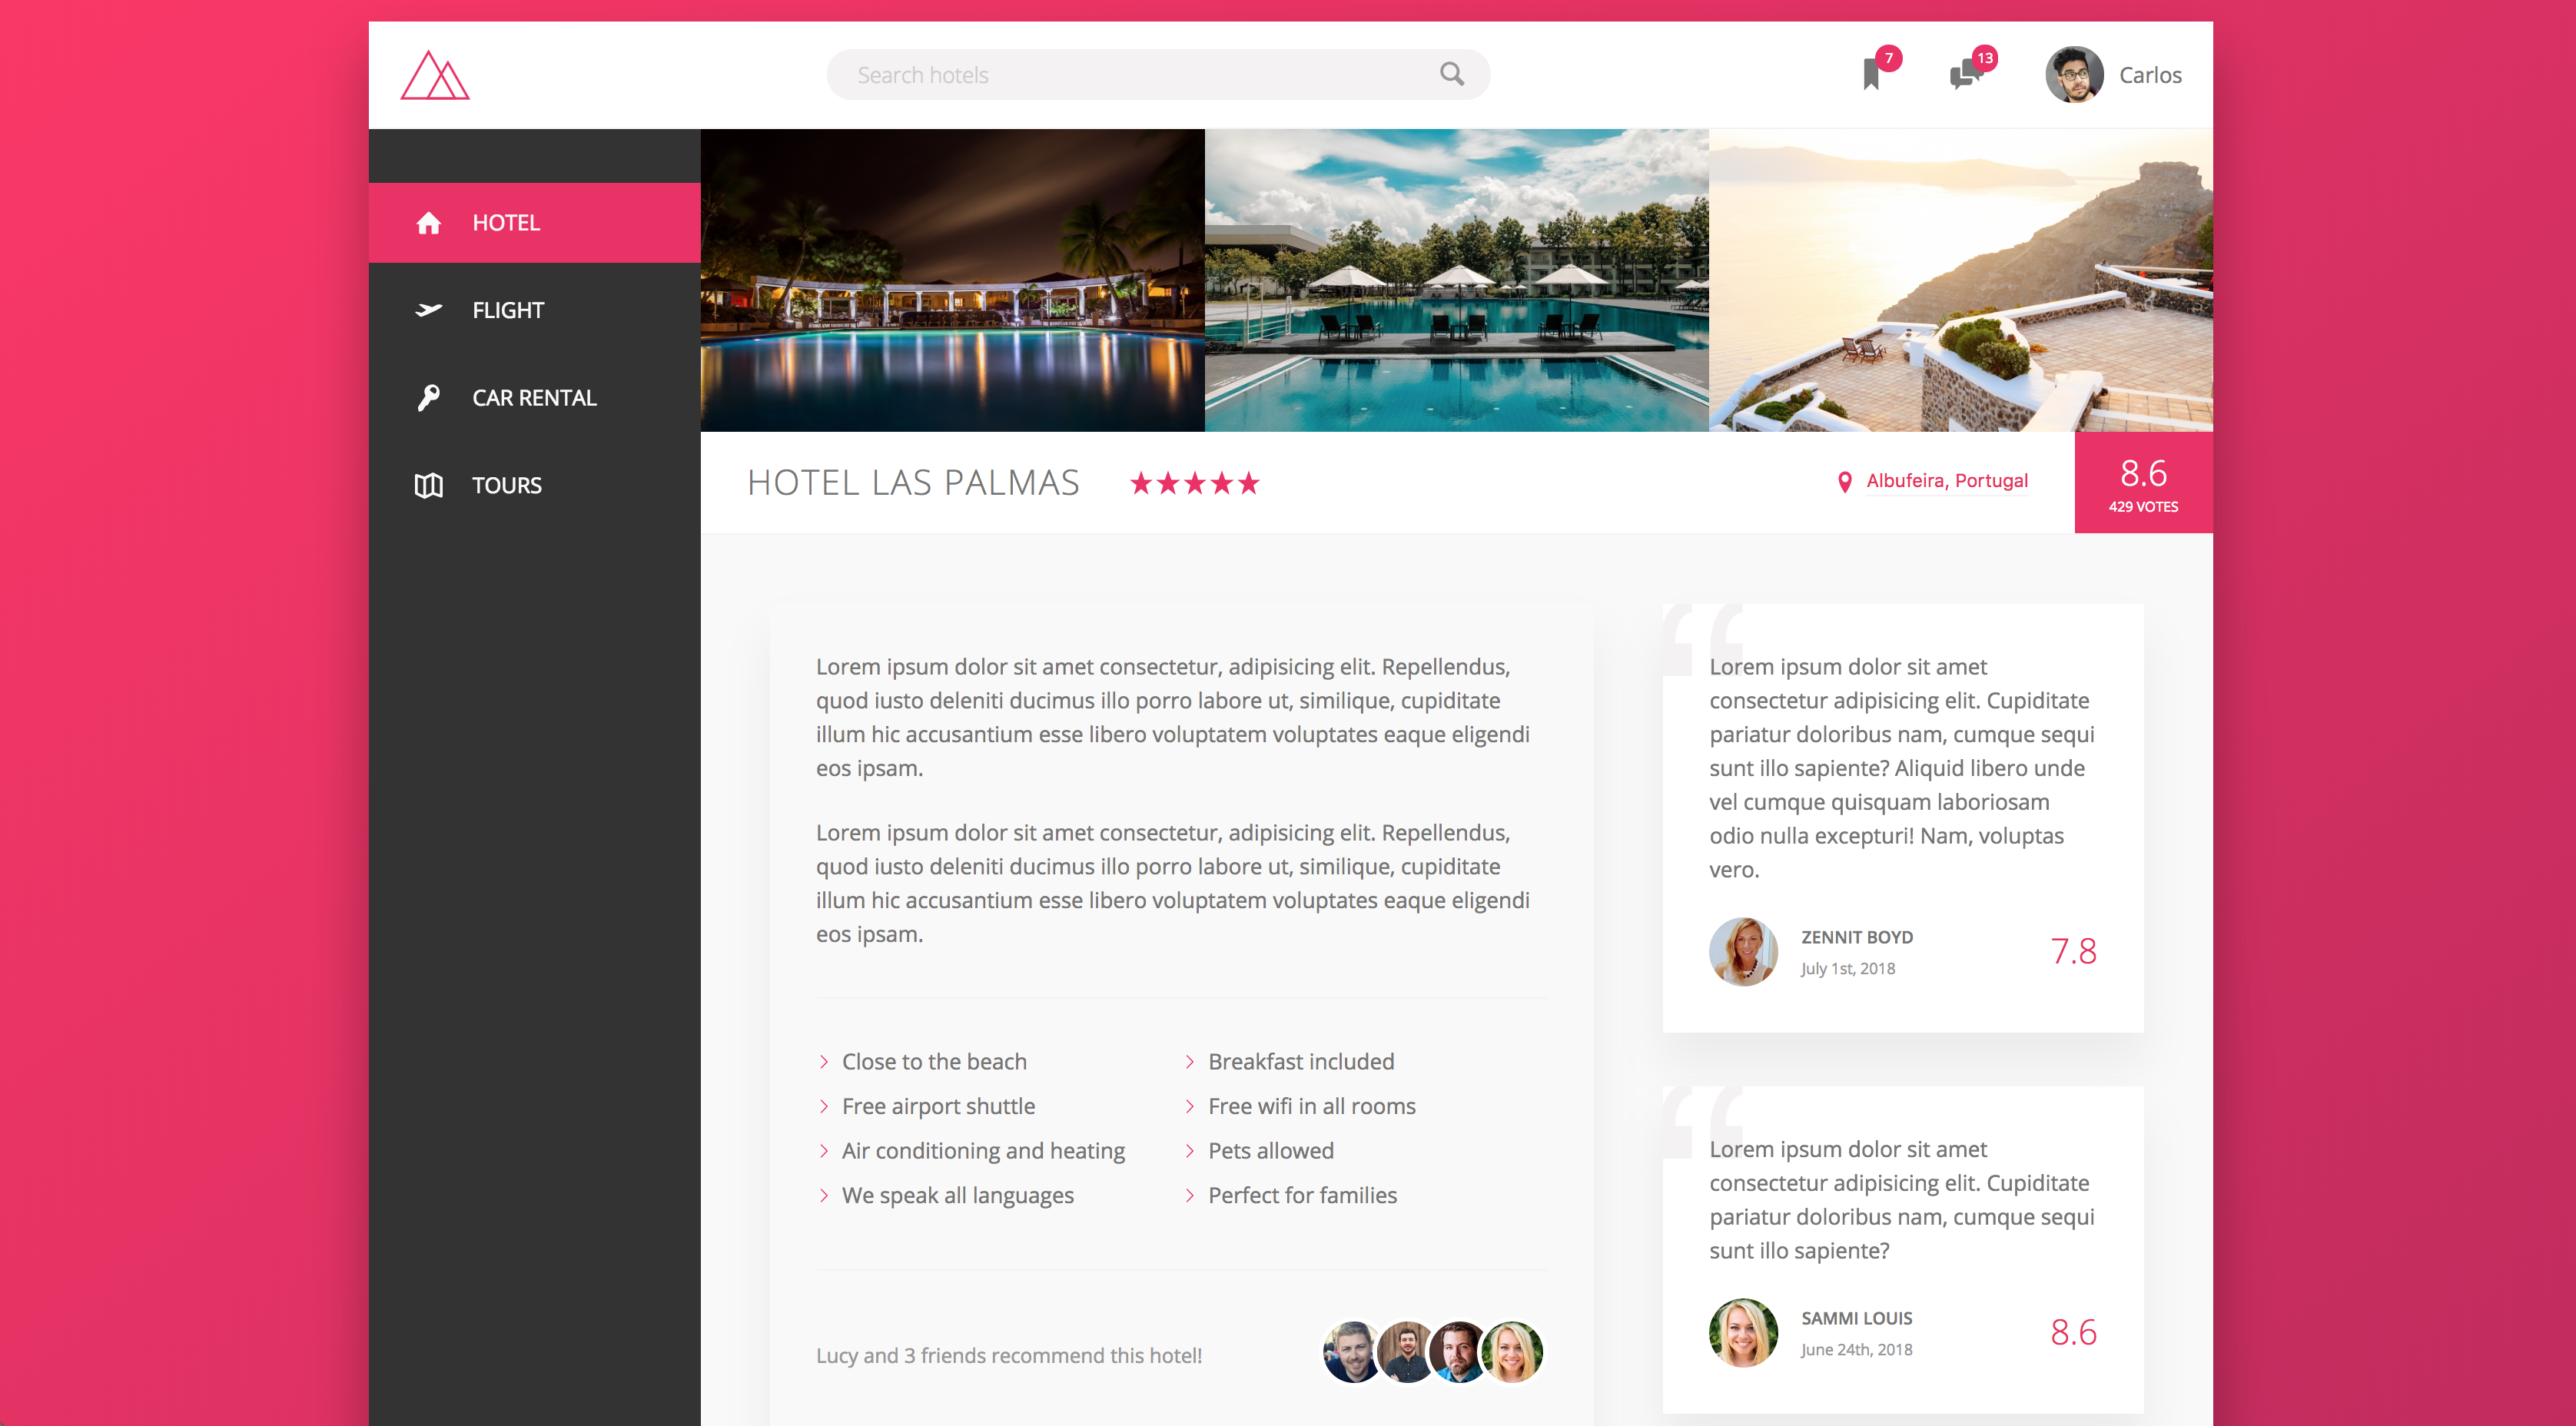 Search hotels
7
13
Carlos
HOTEL
FLIGHT
CAR RENTAL
TOURS
HOTEL LAS PALMAS
Albufeira, Portugal
8.6
429 VOTES
Lorem ipsum dolor sit amet consectetur, adipisicing elit. Repellendus,
quod iusto deleniti ducimus illo porro labore ut, similique, cupiditate
illum hic accusantium esse libero voluptatem voluptates eaque eligendi
eos ipsam.
Lorem ipsum dolor sit amet consectetur, adipisicing elit. Repellendus,
quod iusto deleniti ducimus illo porro labore ut, similique, cupiditate
illum hic accusantium esse libero voluptatem voluptates eaque eligendi
eos ipsam.
Close to the beach
Free airport shuttle
Air conditioning and heating
We speak all languages
Breakfast included
Free wifi in all rooms
Pets allowed
Perfect for families
Lucy and 3 friends recommend this hotel!
“
Lorem ipsum dolor sit amet
consectetur adipisicing elit. Cupiditate
pariatur doloribus nam, cumque sequi
sunt illo sapiente? Aliquid libero unde
vel cumque quisquam laboriosam
odio nulla excepturi! Nam, voluptas
vero.
ZENNIT BOYD
July 1st, 2018
7.8
“
Lorem ipsum dolor sit amet
consectetur adipisicing elit. Cupiditate
pariatur doloribus nam, cumque sequi
sunt illo sapiente?
SAMMI LOUIS
June 24th, 2018
8.6